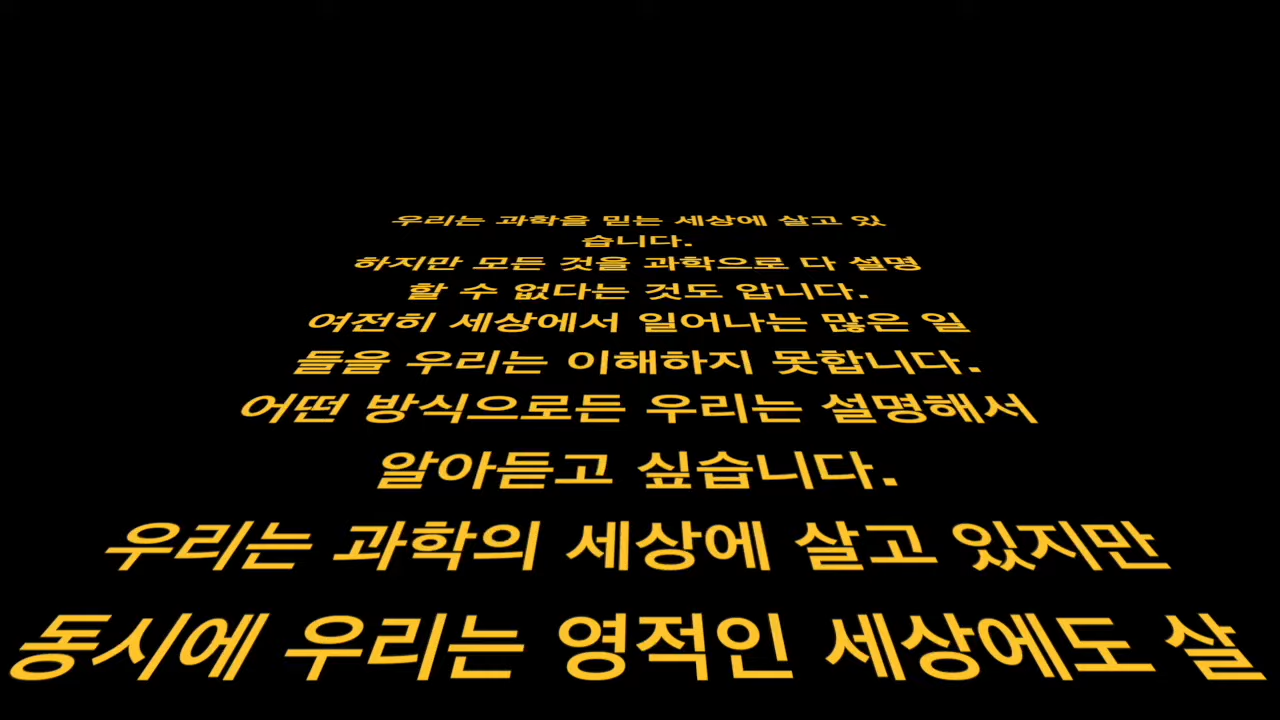 우리는 과학을 믿는 세상에 살고 있
습니다.
하지만 모든 것을 과학으로 다 설명
할 수 없다는 것도 압니다.
여전히 세상에서 일어나는 많은 일
들을 우리는 이해하지 못합니다.
어떤 방식으로든 우리는 설명해서
알아듣고 싶습니다.
우리는 과학의 세상에 살고 있지만
동시에 우리는 영적인 세상에도 살